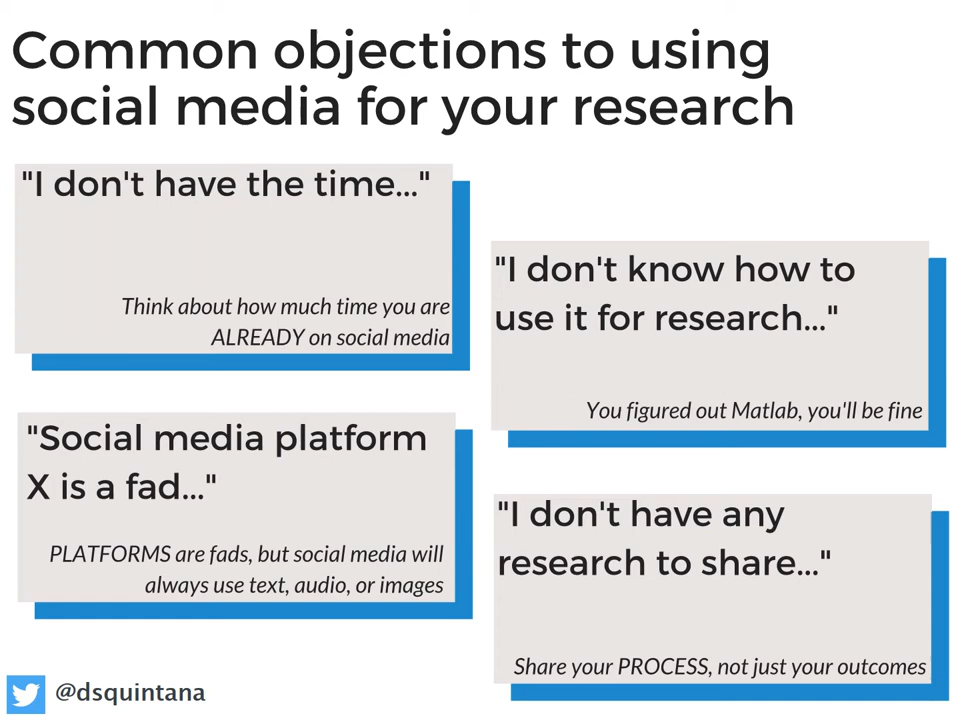 Common objections to using
social media for your research
"I don't have the time..."
Think about how much time you are
ALREADY on social media
"I don't know how to
use it for research..."
You figured out Matlab, you'll be fine
"Social media platform
X is a fad..."
PLATFORMS are fads, but social media will
always use text, audio, or images
"I don't have any
research to share..."
Share your PROCESS, not just your outcomes
@dsquintana